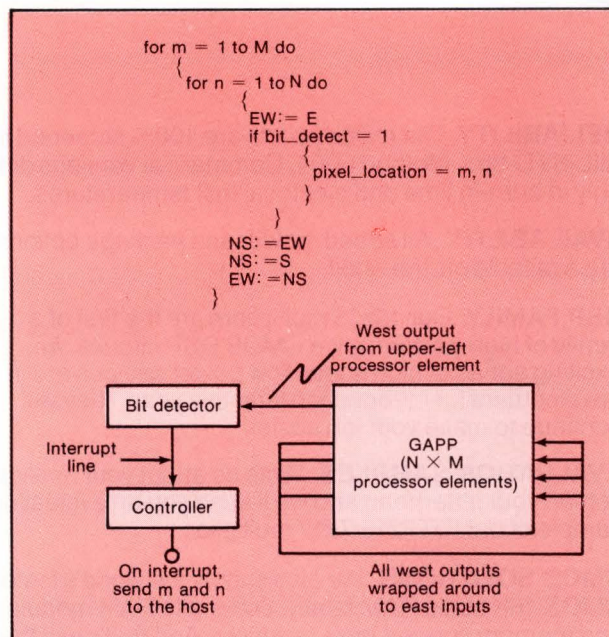 for m = 1 to M do
{
for n = 1 to N do
{
EW:= E
if bit_detect = 1
{
pixel_location = m, n
}
}
NS:=EW
NS:=S
EW:=NS
}
West output
from upper-left
processor element
Bit detector
Interrupt
line
Controller
On interrupt,
send m and n
to the host
GAPP
(N × M
processor elements)
All west outputs
wrapped around
to east inputs